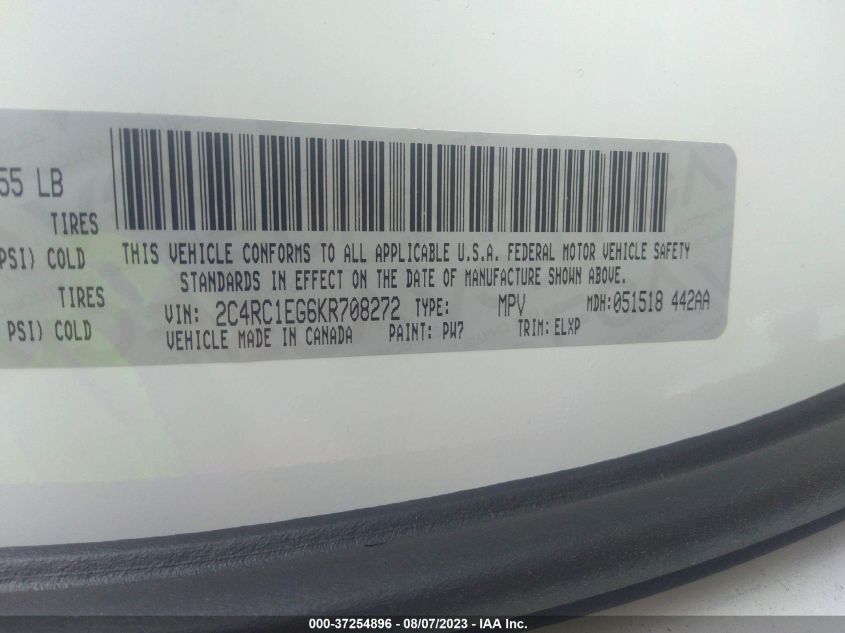 55 LB
TIRES
PSI) COLD
TIRES
PSI) COLD
THIS VEHICLE CONFORMS TO ALL APPLICABLE U.S.A. FEDERAL MOTOR VEHICLE SAFETY
STANDARDS IN EFFECT ON THE DATE OF MANUFACTURE SHOWN ABOVE.
VIN: 2C4RC1EG6KR708272 TYPE: MPV MDH:051518 442AA
VEHICLE MADE IN CANADA PAINT: PW7 TRIM: ELXP
000-37254896 - 08/07/2023 - IAA Inc.